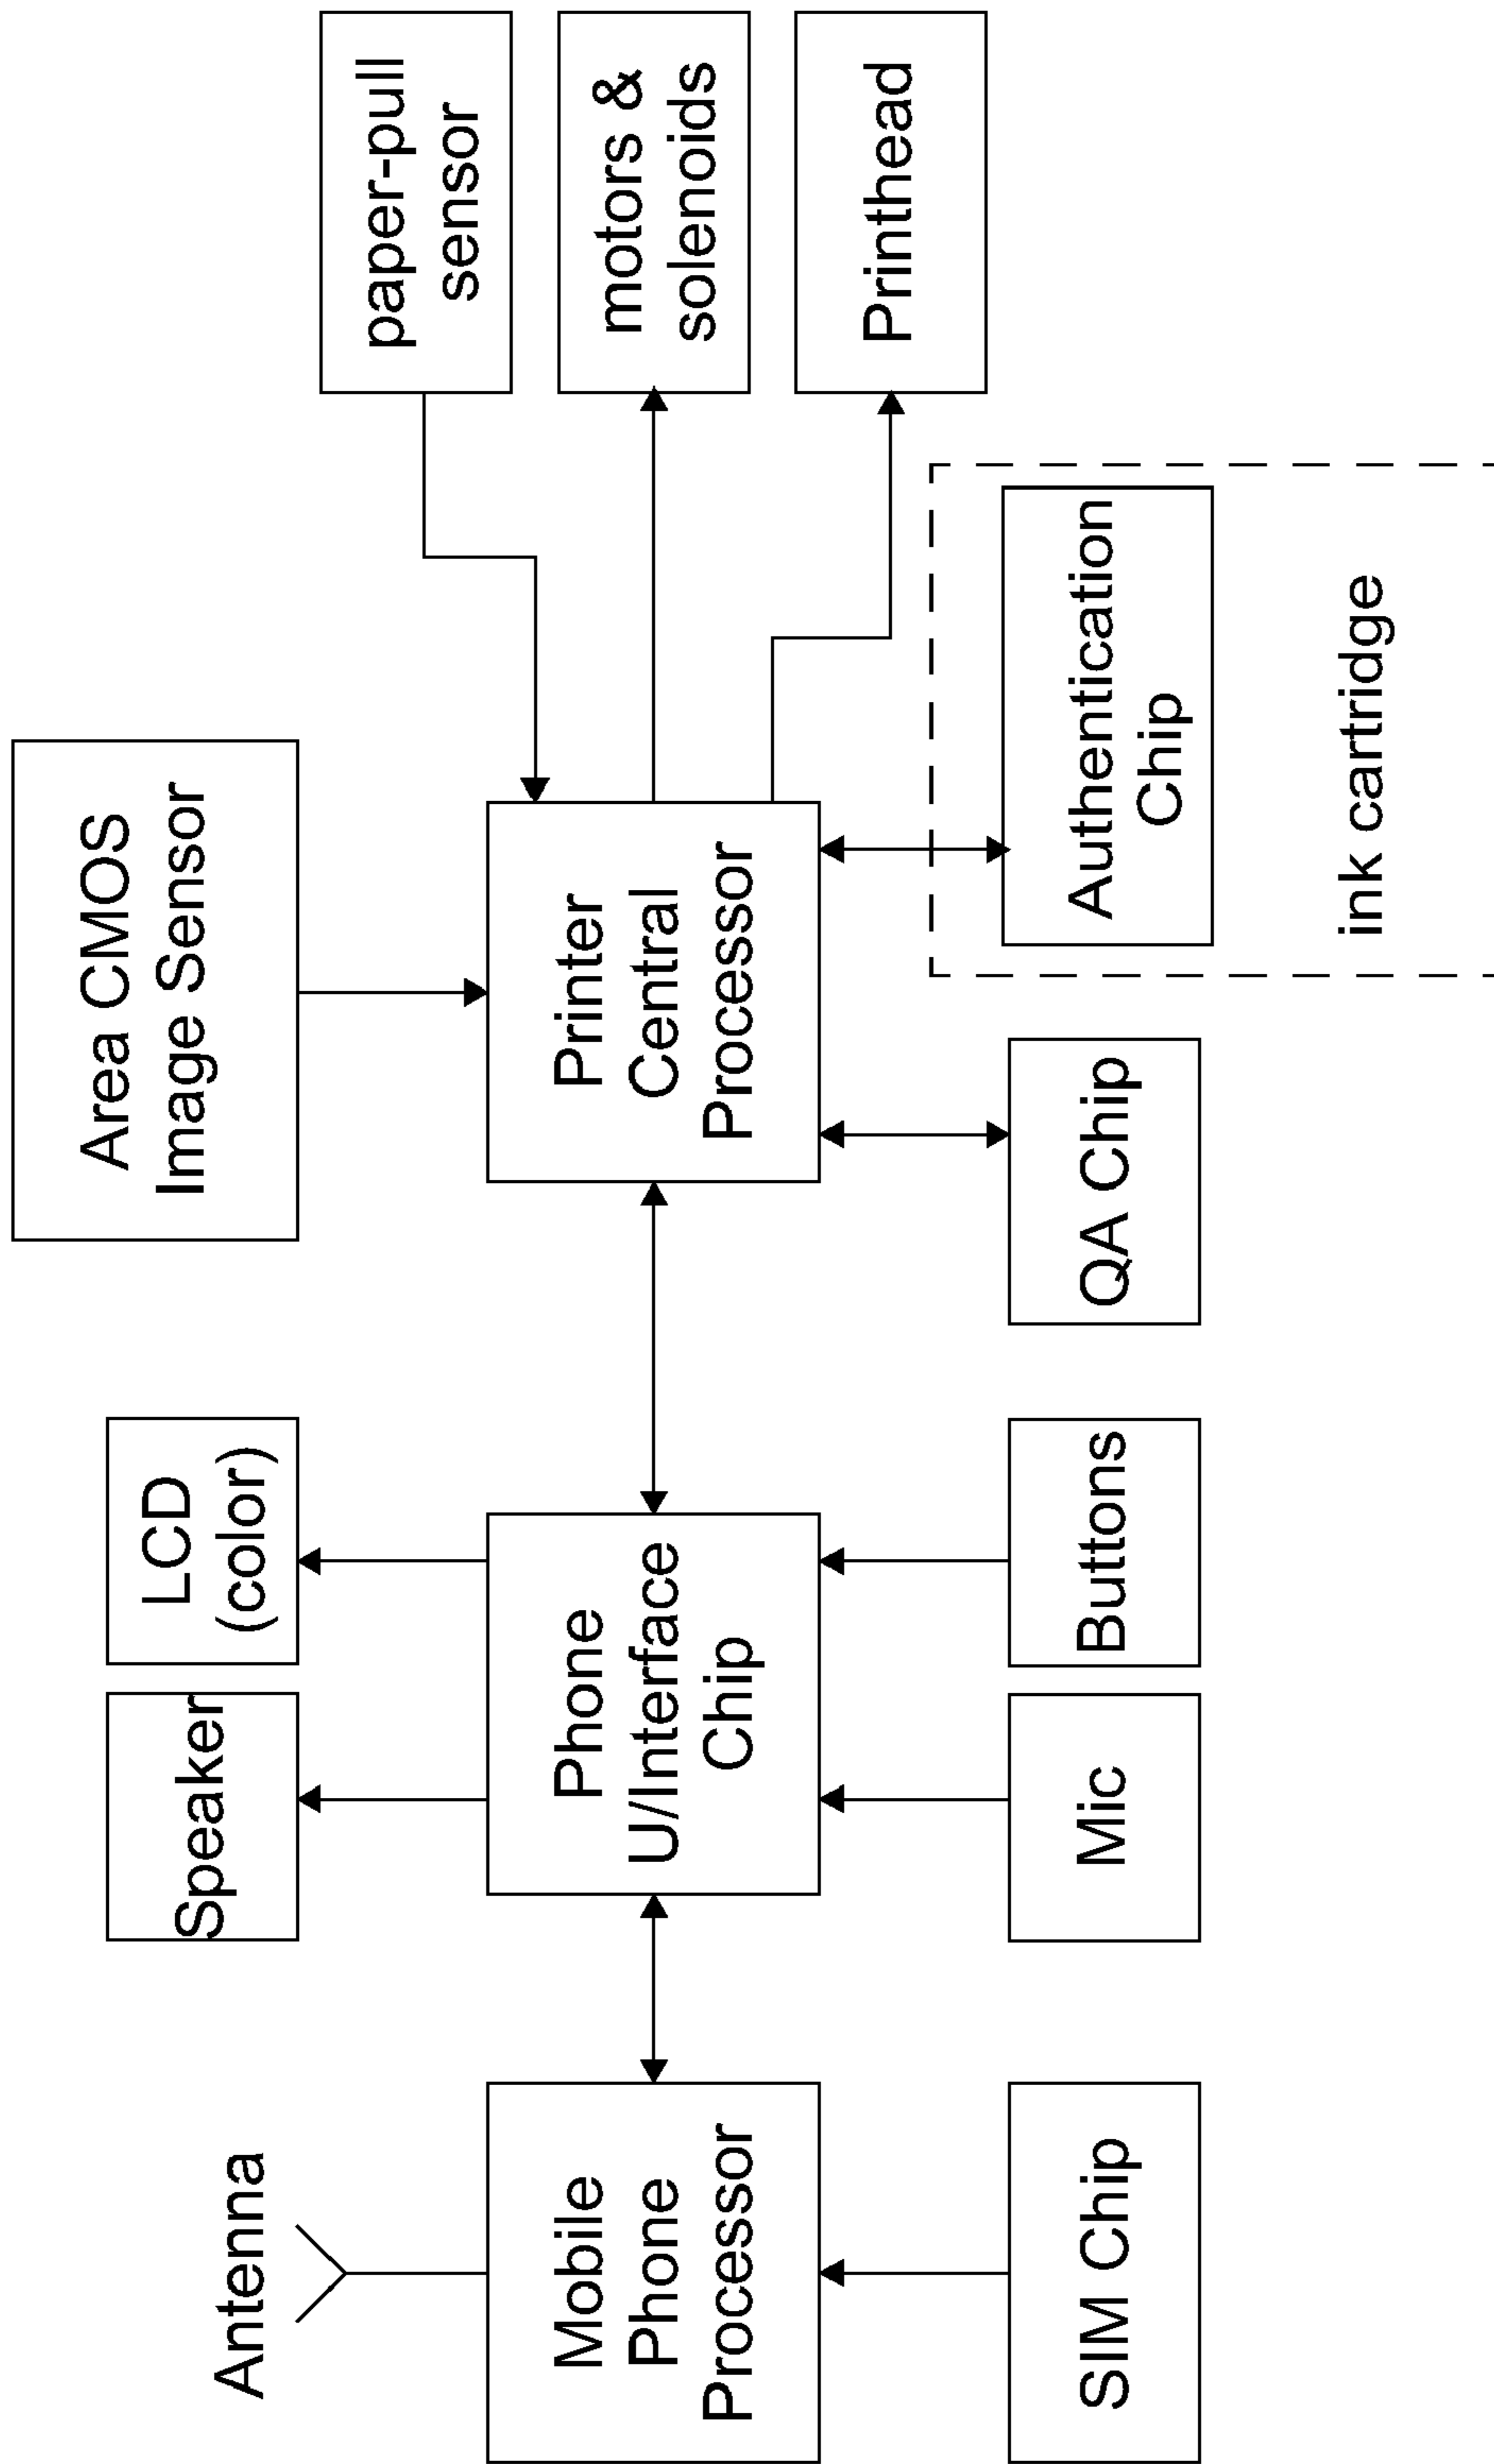 Antenna
Mobile
Phone
Processor
SIM Chip
Speaker
LCD
(color)
Phone
U/Interface
Chip
Mic
Buttons
Area CMOS
Image Sensor
Printer
Central
Processor
QA Chip
Authentication
Chip
ink cartridge
paper-pull
sensor
motors &
solenoids
Printhead